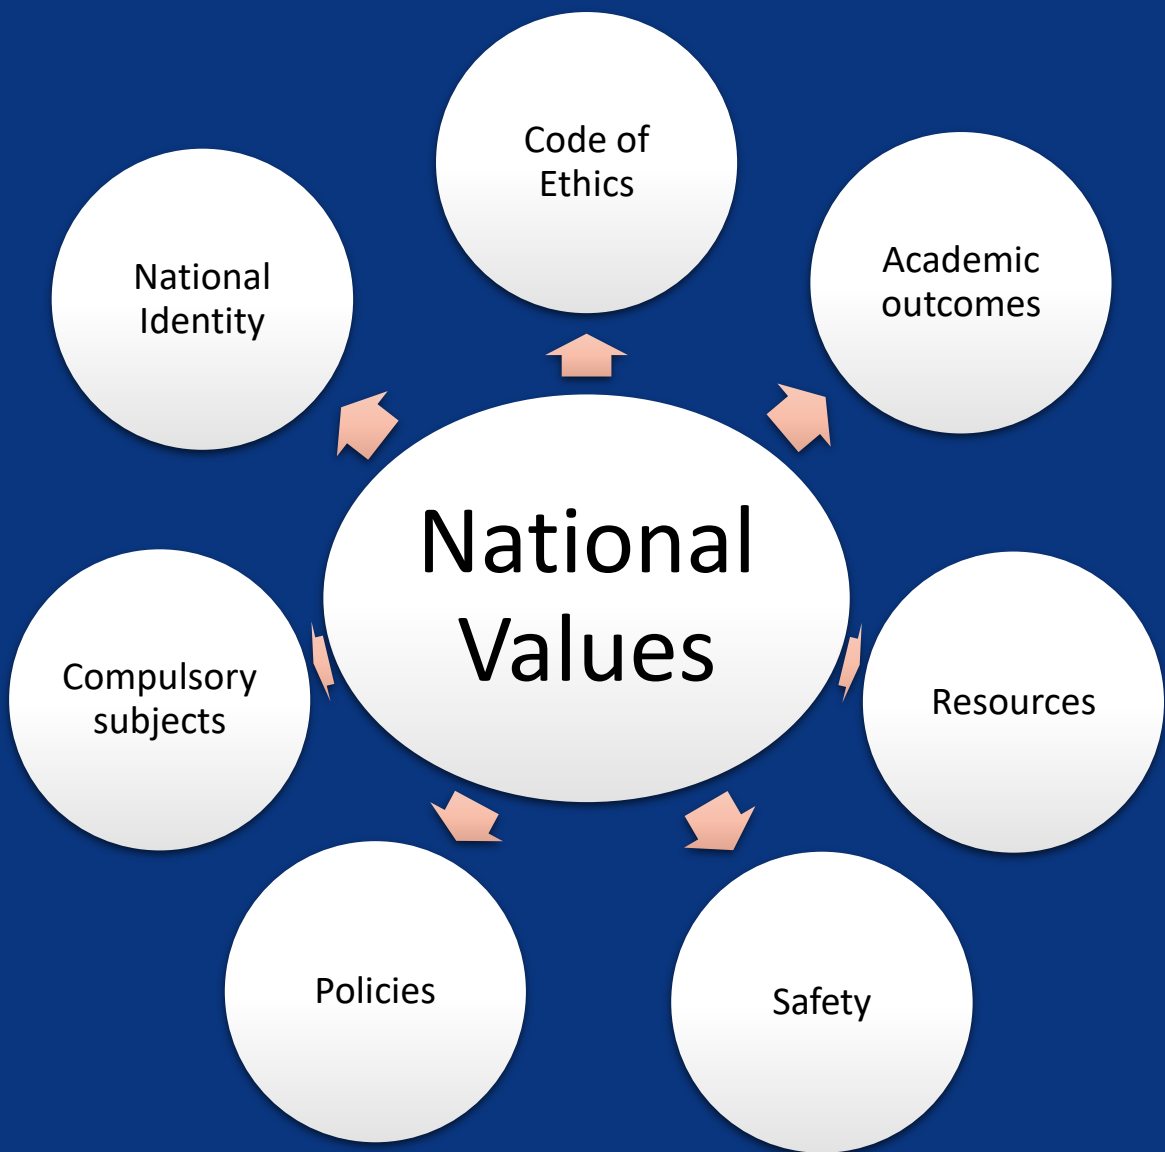 Code of
Ethics
National
Identity
Academic
outcomes
National
Values
Compulsory
subjects
Resources
Policies
Safety